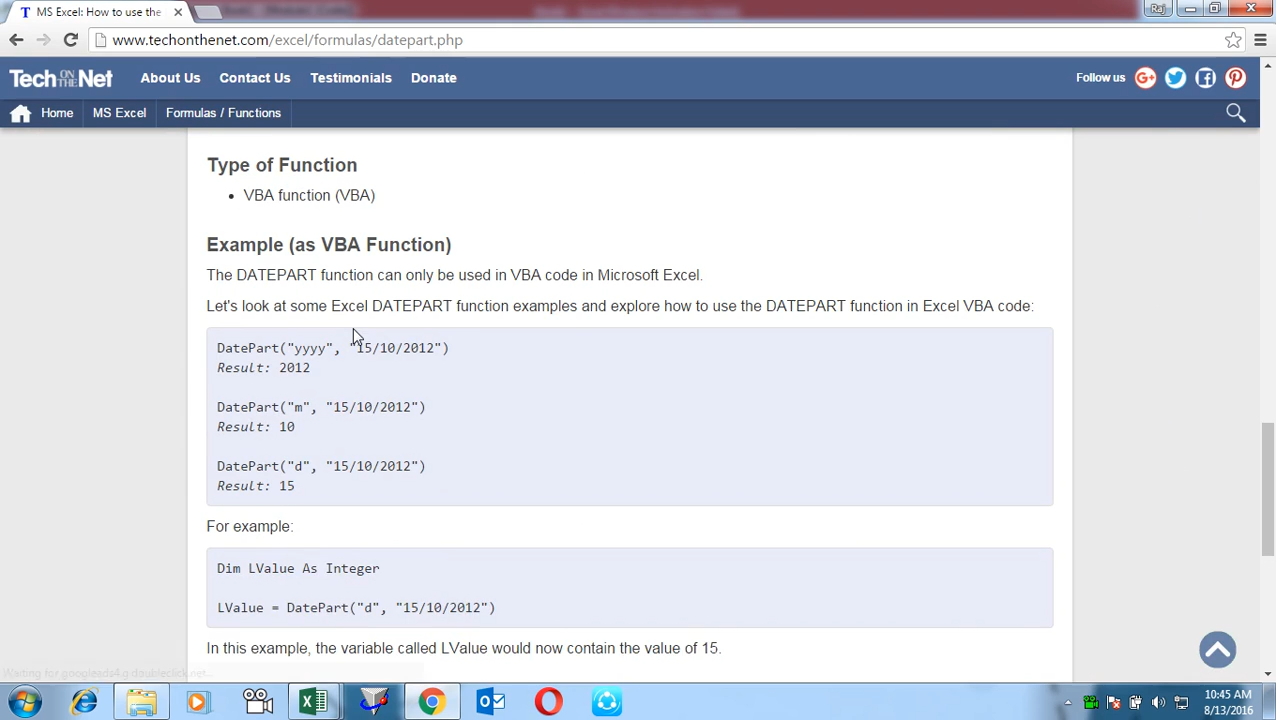 MS Excel: How to use the
Raj
www.techonthenet.com/excel/formulas/datepart.php
Tech ON THE Net
About Us
Contact Us
Testimonials
Donate
Follow us
Home
MS Excel
Formulas / Functions
Type of Function
• VBA function (VBA)
Example (as VBA Function)
The DATEPART function can only be used in VBA code in Microsoft Excel.
Let's look at some Excel DATEPART function examples and explore how to use the DATEPART function in Excel VBA code:
DatePart("yyyy", "15/10/2012")
Result: 2012
DatePart("m", "15/10/2012")
Result: 10
DatePart("d", "15/10/2012")
Result: 15
For example:
Dim LValue As Integer
LValue = DatePart("d", "15/10/2012")
In this example, the variable called LValue would now contain the value of 15.
Waiting for googleads4.g.doubleclick.net...
10:45 AM
8/13/2016